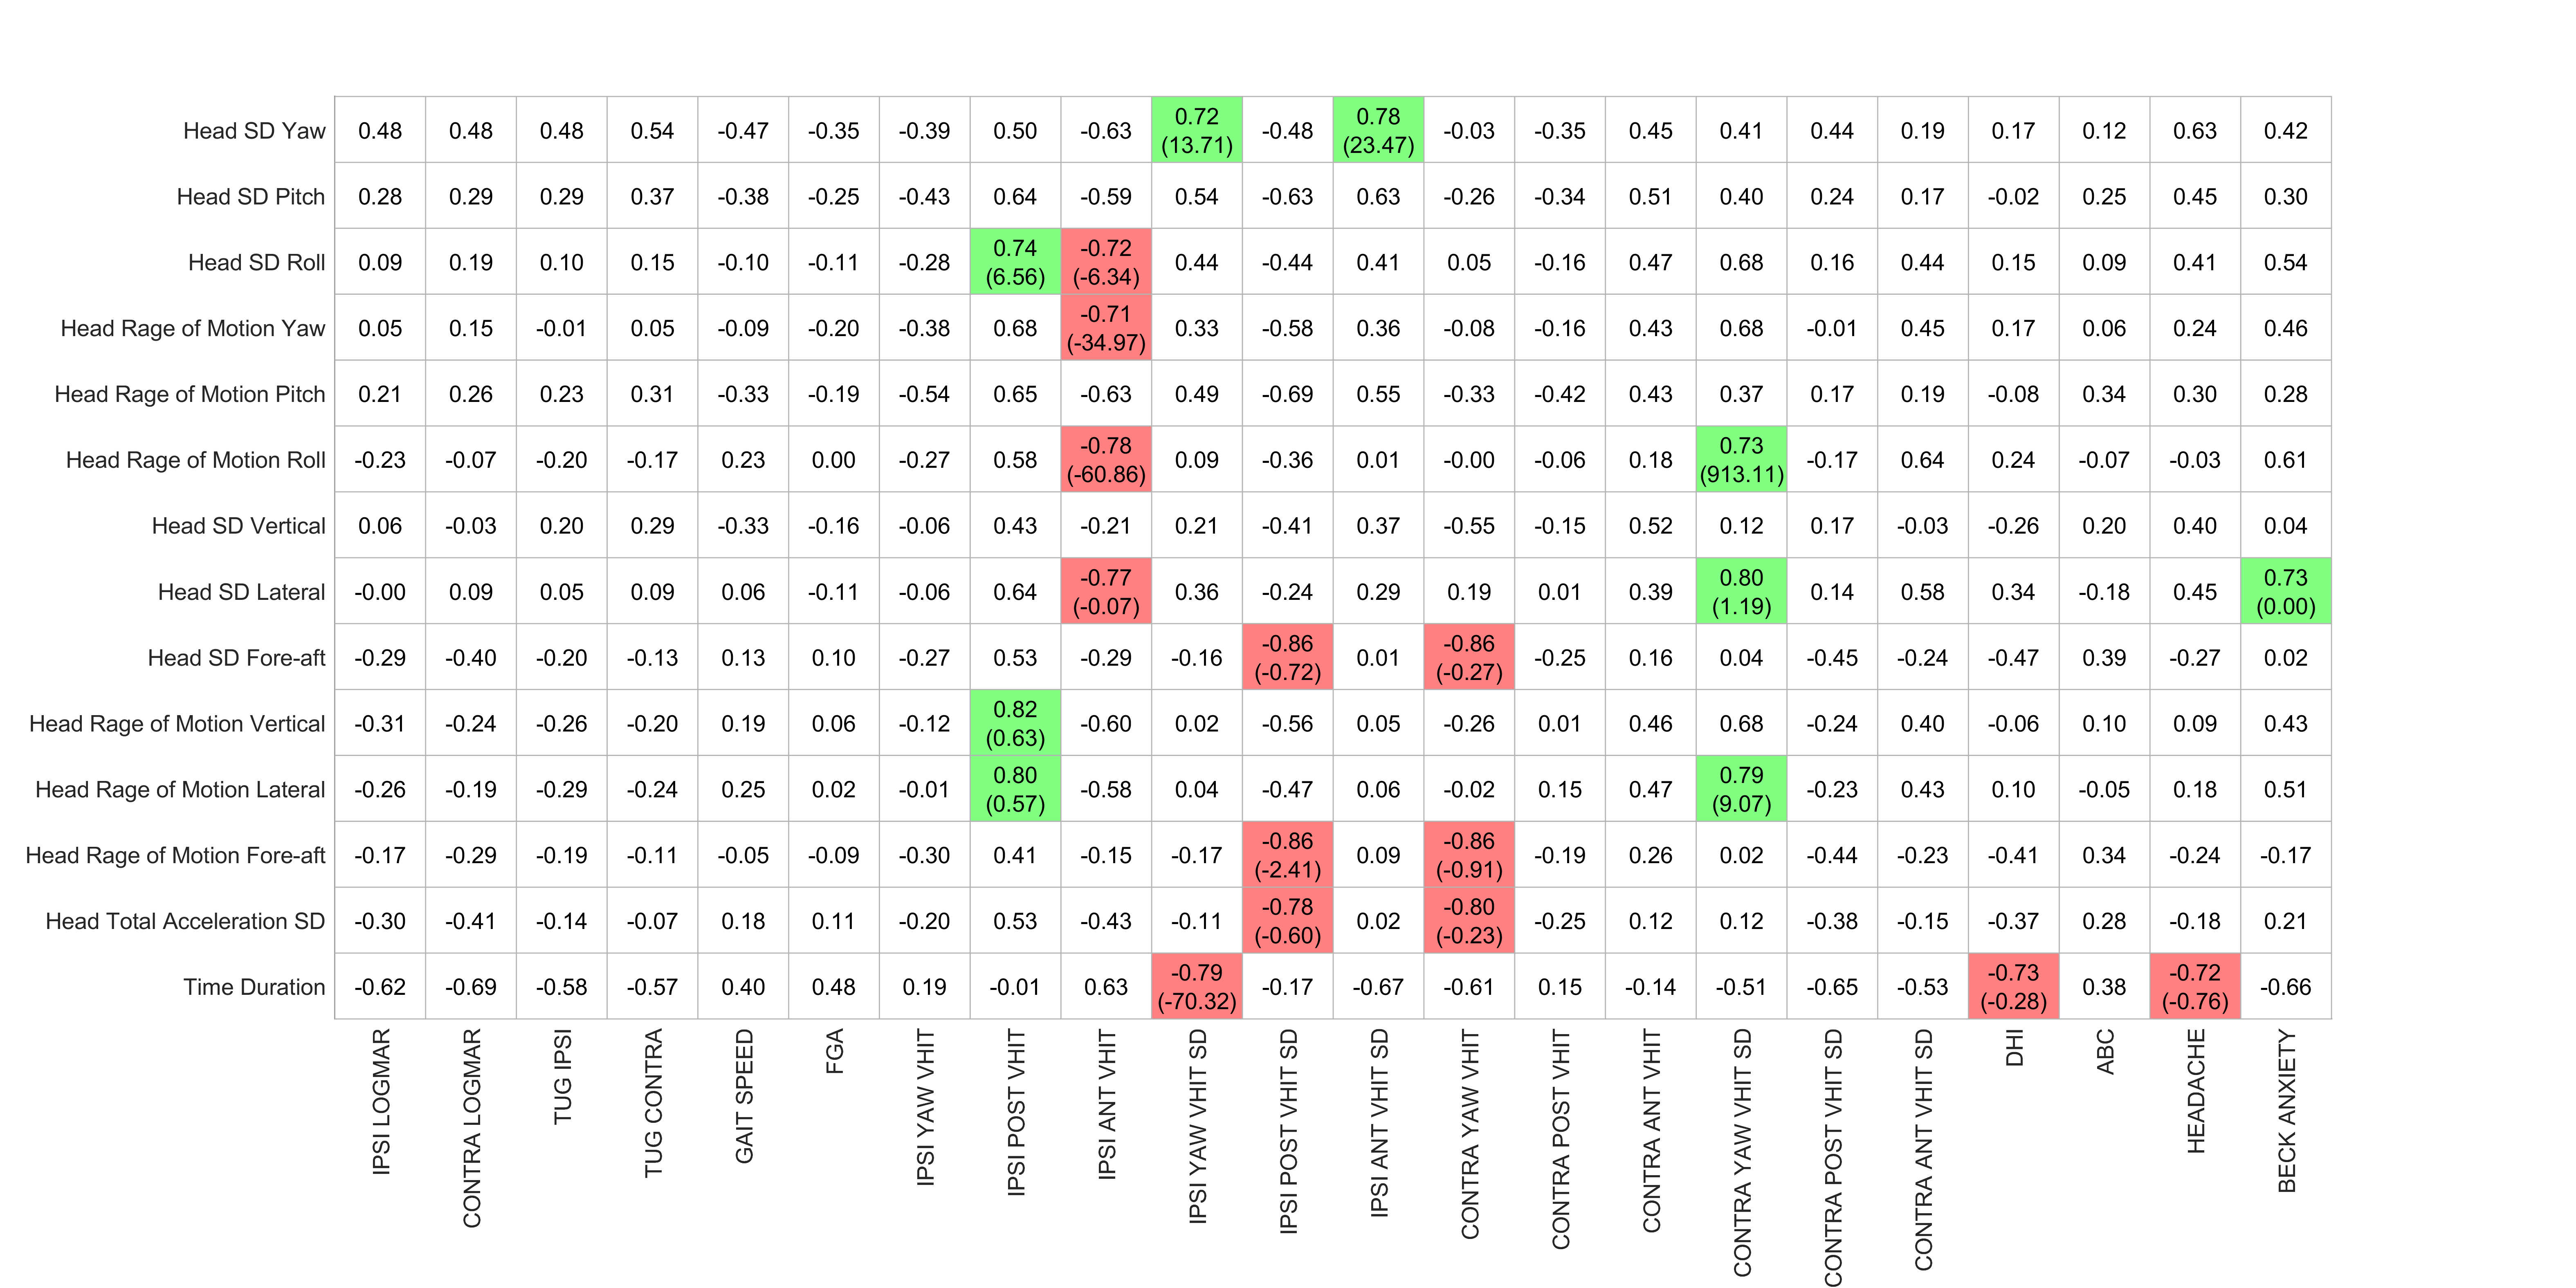 Head SD Yaw 0.48 0.48 0.48 0.54 -0.47 -0.35 -0.39 0.50 -0.63 0.72 (13.71) -0.48 0.78 (23.47) -0.03 -0.35 0.45 0.41 0.44 0.19 0.17 0.12 0.63 0.42
Head SD Pitch 0.28 0.29 0.29 0.37 -0.38 -0.25 -0.43 0.64 -0.59 0.54 -0.63 0.63 -0.26 -0.34 0.51 0.40 0.24 0.17 -0.02 0.25 0.45 0.30
Head SD Roll 0.09 0.19 0.10 0.15 -0.10 -0.11 -0.28 0.74 (6.56) -0.72 (-6.34) 0.44 -0.44 0.41 0.05 -0.16 0.47 0.68 0.16 0.44 0.15 0.09 0.41 0.54
Head Rage of Motion Yaw 0.05 0.15 -0.01 0.05 -0.09 -0.20 -0.38 0.68 -0.71 (-34.97) 0.33 -0.58 0.36 -0.08 -0.16 0.43 0.68 -0.01 0.45 0.17 0.06 0.24 0.46
Head Rage of Motion Pitch 0.21 0.26 0.23 0.31 -0.33 -0.19 -0.54 0.65 -0.63 0.49 -0.69 0.55 -0.33 -0.42 0.43 0.37 0.17 0.19 -0.08 0.34 0.30 0.28
Head Rage of Motion Roll -0.23 -0.07 -0.20 -0.17 0.23 0.00 -0.27 0.58 -0.78 (-60.86) 0.09 -0.36 0.01 -0.00 -0.06 0.18 0.73 (913.11) -0.17 0.64 0.24 -0.07 -0.03 0.61
Head SD Vertical 0.06 -0.03 0.20 0.29 -0.33 -0.16 -0.06 0.43 -0.21 0.21 -0.41 0.37 -0.55 -0.15 0.52 0.12 0.17 -0.03 -0.26 0.20 0.40 0.04
Head SD Lateral -0.00 0.09 0.05 0.09 0.06 -0.11 -0.06 0.64 -0.77 (-0.07) 0.36 -0.24 0.29 0.19 0.01 0.39 0.80 (1.19) 0.14 0.58 0.34 -0.18 0.45 0.73 (0.00)
Head SD Fore-aft -0.29 -0.40 -0.20 -0.13 0.13 0.10 -0.27 0.53 -0.29 -0.16 -0.86 (-0.72) 0.01 -0.86 (-0.27) -0.25 0.16 0.04 -0.45 -0.24 -0.47 0.39 -0.27 0.02
Head Rage of Motion Vertical -0.31 -0.24 -0.26 -0.20 0.19 0.06 -0.12 0.82 (0.63) -0.60 0.02 -0.56 0.05 -0.26 0.01 0.46 0.68 -0.24 0.40 -0.06 0.10 0.09 0.43
Head Rage of Motion Lateral -0.26 -0.19 -0.29 -0.24 0.25 0.02 -0.01 0.80 (0.57) -0.58 0.04 -0.47 0.06 -0.02 0.15 0.47 0.79 (9.07) -0.23 0.43 0.10 -0.05 0.18 0.51
Head Rage of Motion Fore-aft -0.17 -0.29 -0.19 -0.11 -0.05 -0.09 -0.30 0.41 -0.15 -0.17 -0.86 (-2.41) 0.09 -0.86 (-0.91) -0.19 0.26 0.02 -0.44 -0.23 -0.41 0.34 -0.24 -0.17
Head Total Acceleration SD -0.30 -0.41 -0.14 -0.07 0.18 0.11 -0.20 0.53 -0.43 -0.11 -0.78 (-0.60) 0.02 -0.80 (-0.23) -0.25 0.12 0.12 -0.38 -0.15 -0.37 0.28 -0.18 0.21
Time Duration -0.62 -0.69 -0.58 -0.57 0.40 0.48 0.19 -0.01 0.63 -0.79 (-70.32) -0.17 -0.67 -0.61 0.15 -0.14 -0.51 -0.65 -0.53 -0.73 (-0.28) 0.38 -0.72 (-0.76) -0.66
IPSI LOGMAR
CONTRA LOGMAR
TUG IPSI
TUG CONTRA
GAIT SPEED
FGA
IPSI YAW VHIT
IPSI POST VHIT
IPSI ANT VHIT
IPSI YAW VHIT SD
IPSI POST VHIT SD
IPSI ANT VHIT SD
CONTRA YAW VHIT
CONTRA POST VHIT
CONTRA ANT VHIT
CONTRA YAW VHIT SD
CONTRA POST VHIT SD
CONTRA ANT VHIT SD
DHI
ABC
HEADACHE
BECK ANXIETY